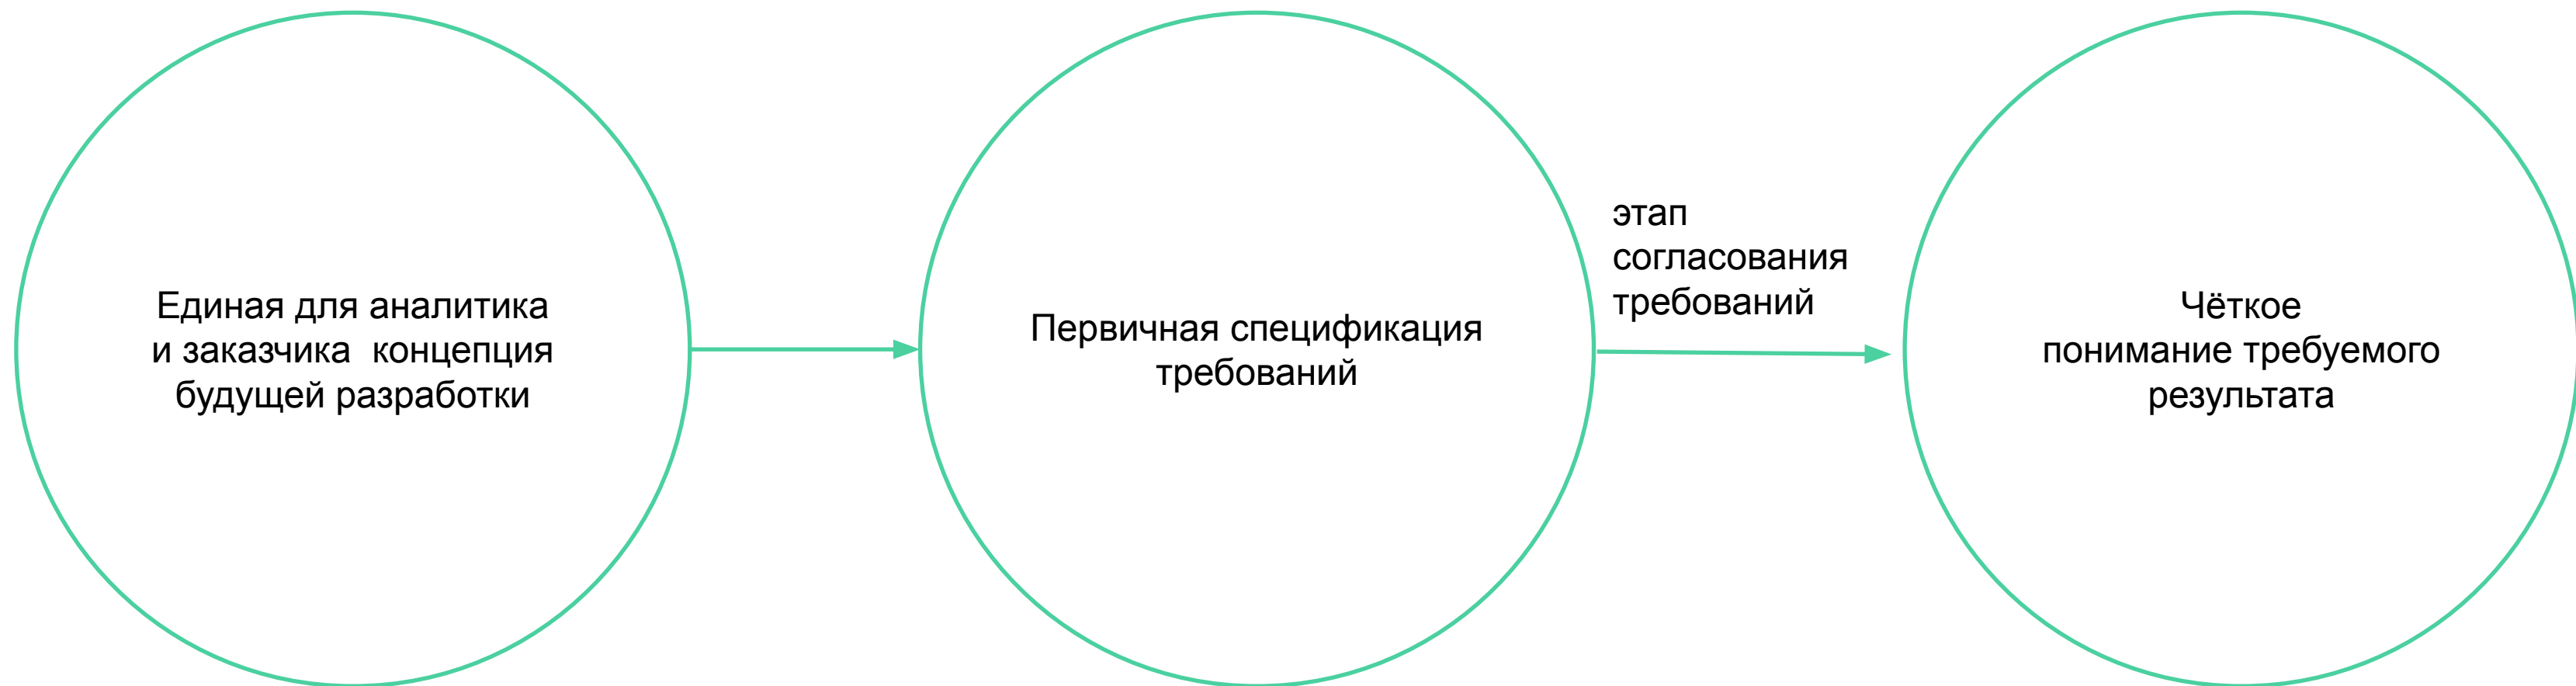 Единая для аналитика
и заказчика  концепция
будущей разработки
Первичная спецификация
требований
этап
согласования
требований
Чёткое
понимание требуемого
результата